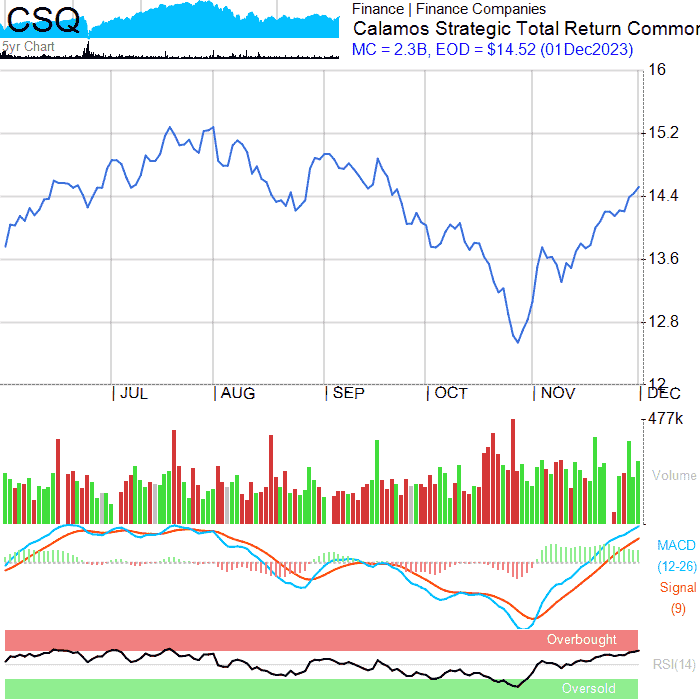 CSQ
5yr Chart
Finance | Finance Companies
Calamos Strategic Total Return Common
MC = 2.3B, EOD = $14.52 (01Dec2023)
16
15.2
14.4
13.6
12.8
12
JUL AUG SEP OCT NOV DEC
477k
Volume
MACD
(12-26)
Signal
(9)
Overbought
RSI(14)
Oversold